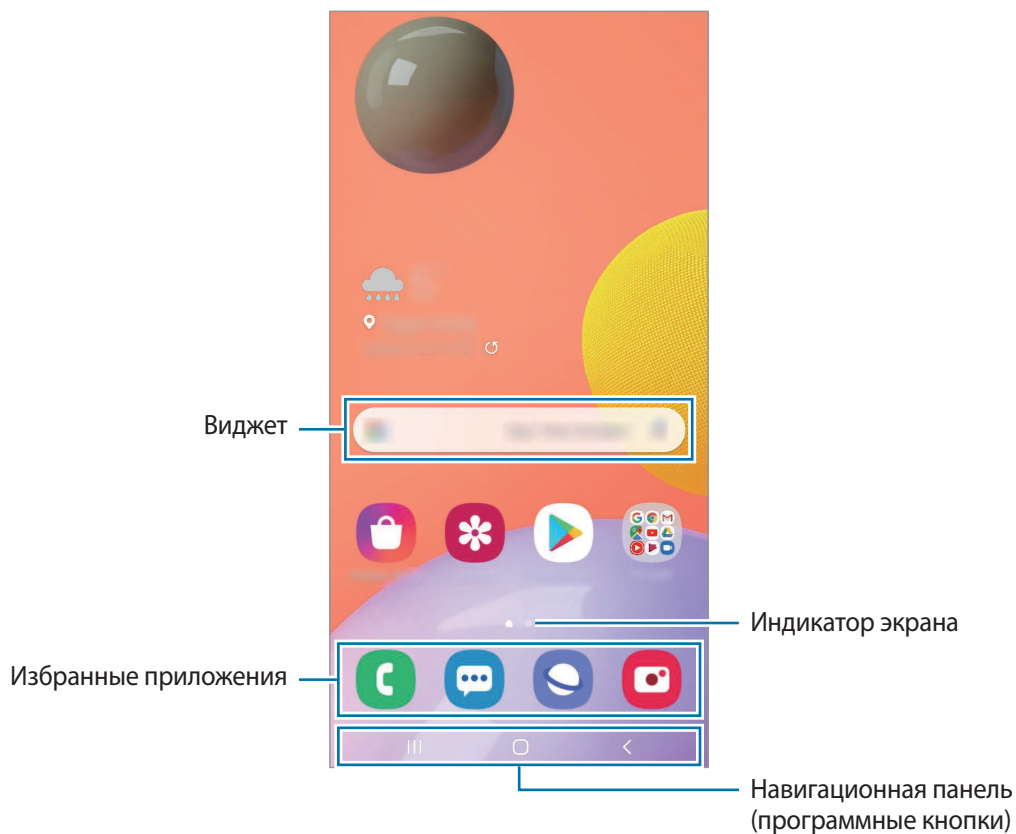 Виджет
Индикатор экрана
Избранные приложения
Навигационная панель
(программные кнопки)